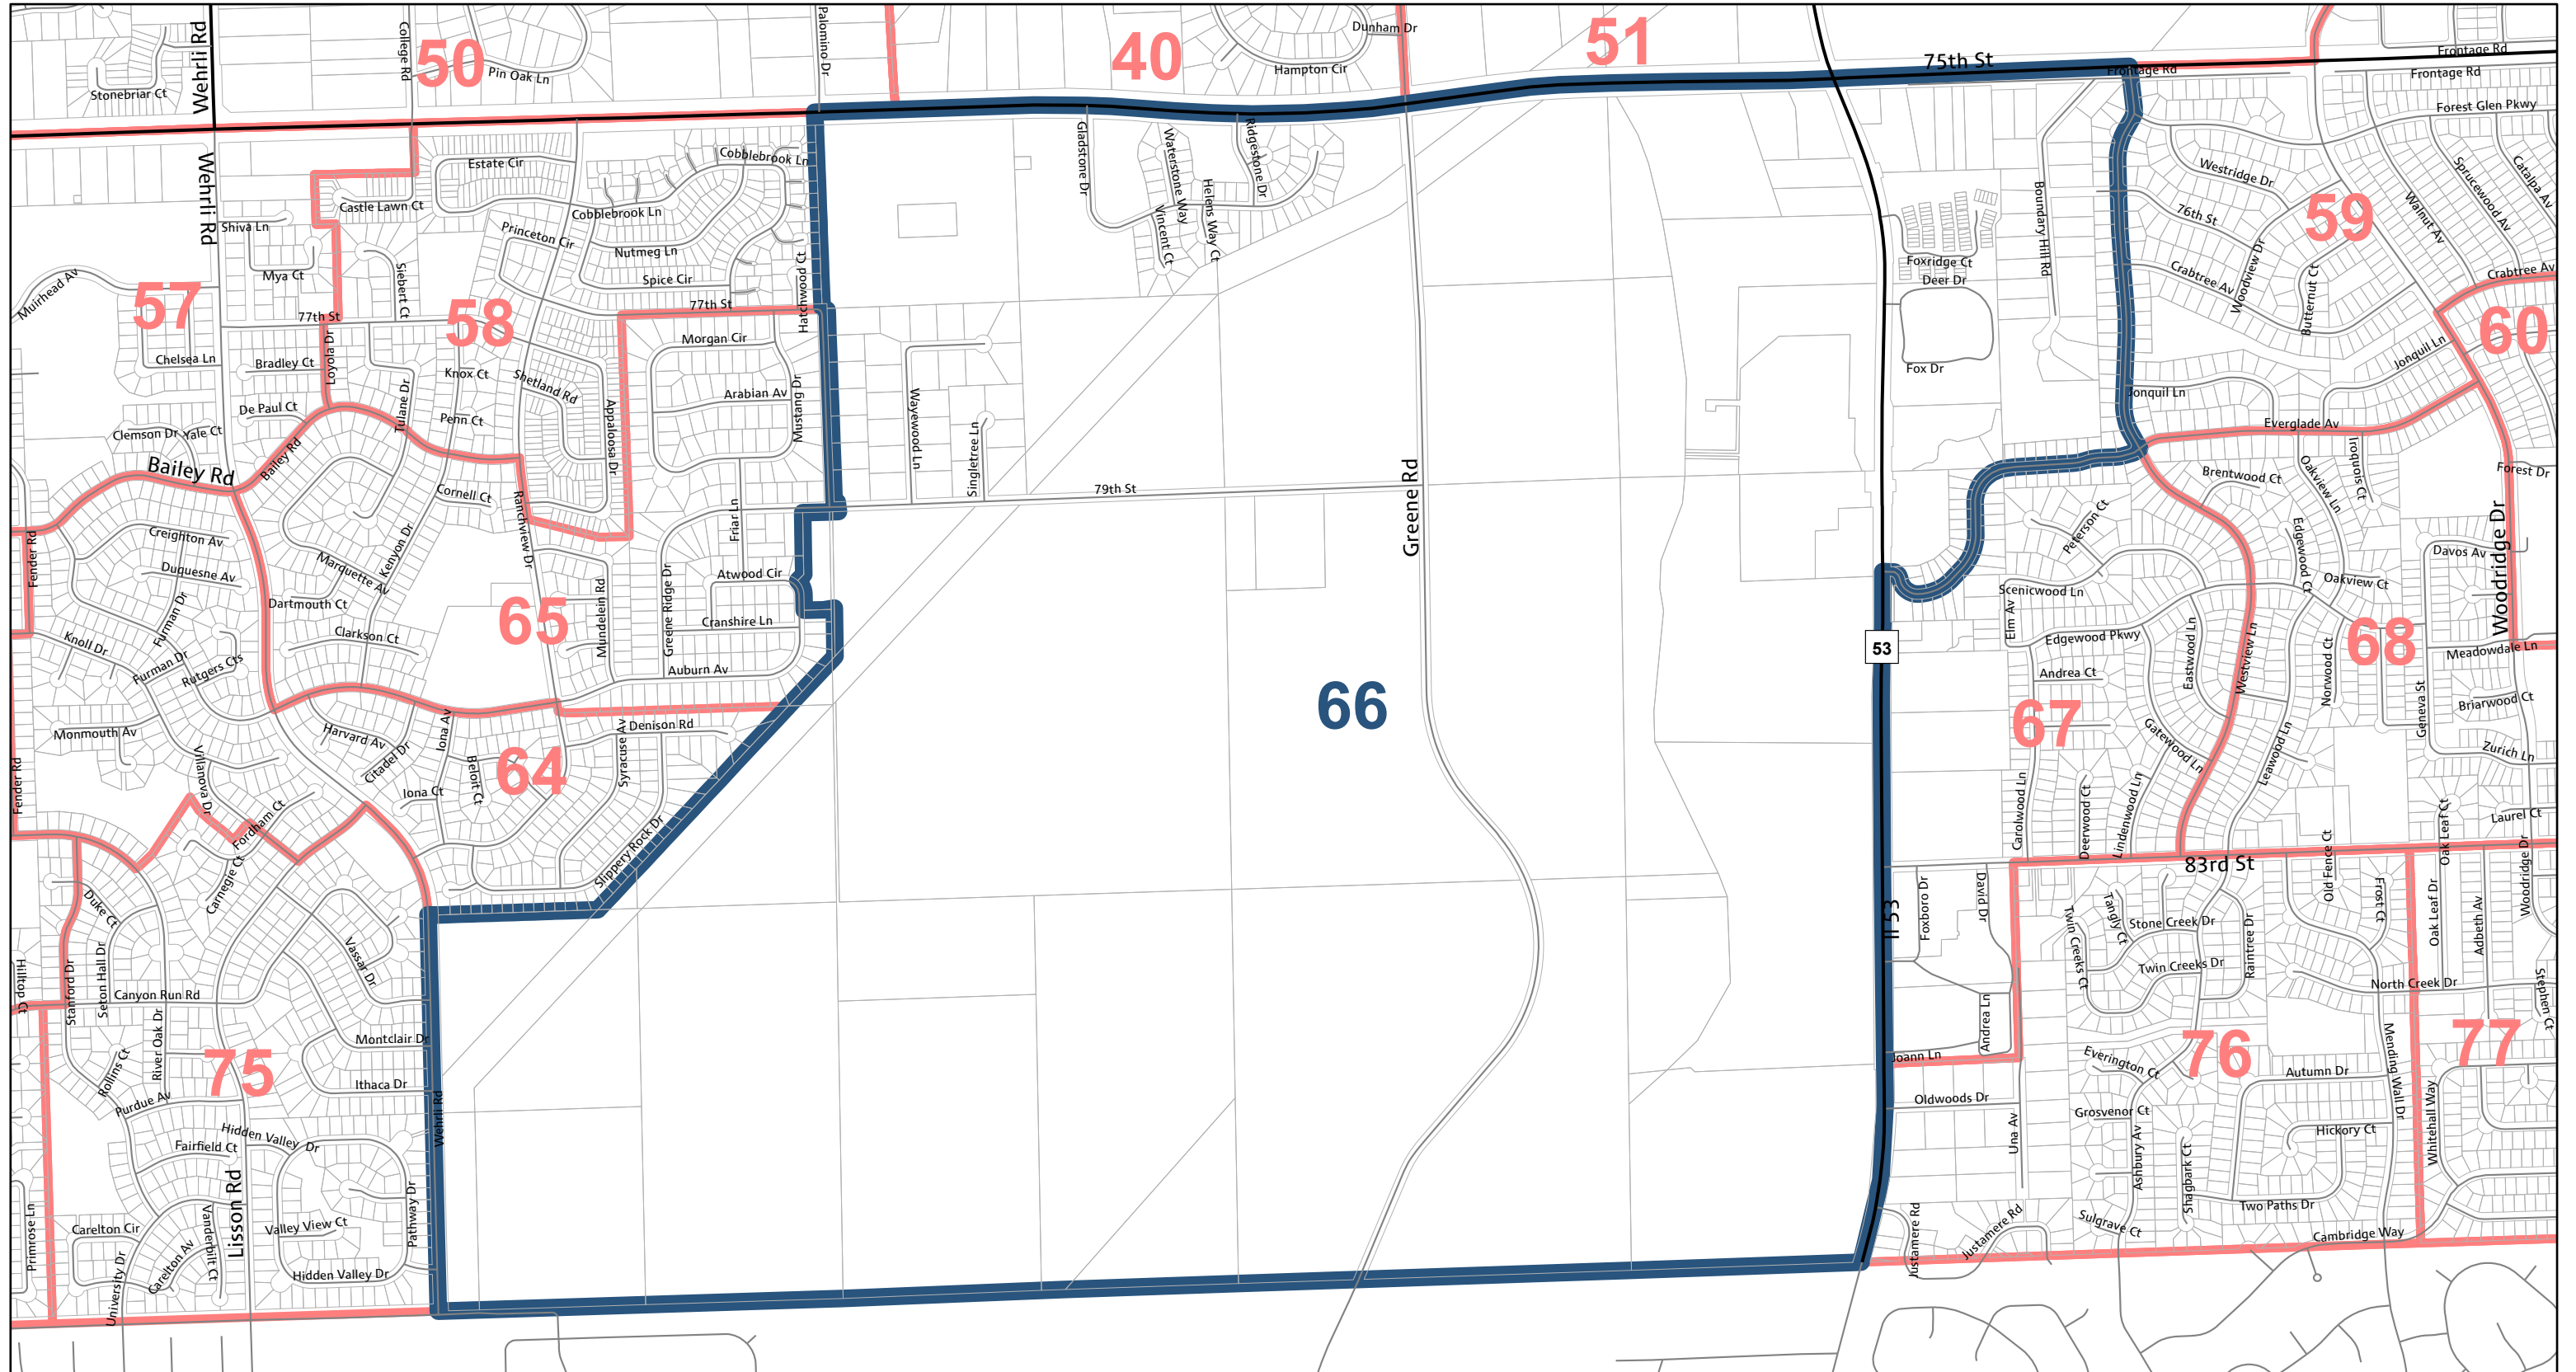 Wehrli Rd
College Rd
50
Pin Oak Ln
Stonebriar Ct
Palomino Dr
40
Dunham Dr
Hampton Cir
51
75th St
Frontage Rd
Frontage Rd
Frontage Rd
Forest Glen Pkwy
Wehrli Rd
Estate Cir
Cobblebrook Ln
Castle Lawn Ct
Cobblebrook Ln
Shiva Ln
Princeton Cir
Nutmeg Ln
Mya Ct
Siebert Ct
Spice Cir
Hatchwood Ct
Muirhead Av
57
58
77th St
77th St
Gladstone Dr
Waterstone Way
Vincent Ct
Helens Way Ct
Ridgestone Dr
Foxridge Ct
Deer Dr
Fox Dr
Boundary Hill Rd
Westridge Dr
76th St
Woodview Dr
Crabtree Av
Butternut Ct
59
Walnut Av
Sprucewood Av
Catalpa Av
Crabtree Av
60
Jonquil Ln
Jonquil Ln
Everglade Av
Chelsea Ln
Bradley Ct
Loyola Dr
Knox Ct
Shetland Rd
Morgan Cir
Arabian Av
Mustang Dr
De Paul Ct
Tulane Dr
Penn Ct
Appaloosa Dr
Clemson Dr
Yale Ct
Bailey Rd
Bailey Rd
Cornell Ct
Ranchview Dr
Friar Ln
Wayewood Ln
Singletree Ln
79th St
Greene Rd
Brentwood Ct
Oakview Ln
Iroquois Ct
Forest Dr
Woodridge Dr
Fender Rd
Creighton Av
Duquesne Av
Marquette Av
Kenyon Dr
Dartmouth Ct
Furman Dr
Clarkson Ct
65
Mundelein Rd
Greene Ridge Dr
Atwood Cir
Cranshire Ln
Auburn Av
Knoll Dr
Furman Dr
Rutgers Cts
66
53
Peterson Ct
Scenicwood Ln
Elm Av
Edgewood Pkwy
Andrea Ct
Eastwood Ln
Westview Ln
Edgewood Ct
Oakview Ct
Norwood Ct
68
Davos Av
Meadowdale Ln
Geneva St
Briarwood Ct
Zurich Ln
67
Gatewood Ln
Leawood Ln
Carolwood Ln
Deerwood Ct
Lindenwood Ln
Monmouth Av
Harvard Av
Citadel Dr
Iona Av
Beloit Ct
Iona Ct
64
Denison Rd
Syracuse Av
Slippery Rock Dr
Villanova Dr
Fordham Ct
Carnegie Ct
Fender Rd
Laurel Ct
Oak Leaf Ct
83rd St
Old Fence Ct
Frost Ct
Oak Leaf Dr
Adbeth Av
Woodridge Dr
Duke Ct
Seton Hall Dr
Stanford Dr
Hilltop Ct
Canyon Run Rd
Vassar Dr
Il 53
Foxboro Dr
David Dr
Andrea Ln
Joann Ln
Twin Creeks Ct
Tangly Ct
Stone Creek Dr
Twin Creeks Dr
Raintree Dr
North Creek Dr
Stephen Ct
Rollins Ct
River Oak Dr
75
Montclair Dr
Ithaca Dr
Purdue Av
Wehrli Rd
Everington Ct
76
77
Autumn Dr
Mending Wall Dr
Oldwoods Dr
Una Av
Grosvenor Ct
Ashbury Av
Shagbark Ct
Hickory Ct
Whitehall Way
Two Paths Dr
Cambridge Way
Sulgrave Ct
Justamere Rd
Justamere Rd
Fairfield Ct
Hidden Valley Dr
Lisson Rd
Primrose Ln
Carelton Cir
Carelton Av
Vanderbilt Ct
University Dr
Valley View Ct
Pathway Dr
Hidden Valley Dr